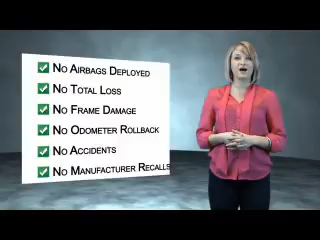 No Airbags Deployed
No Total Loss
No Frame Damage
No Odometer Rollback
No Accidents
No Manufacturer Recalls